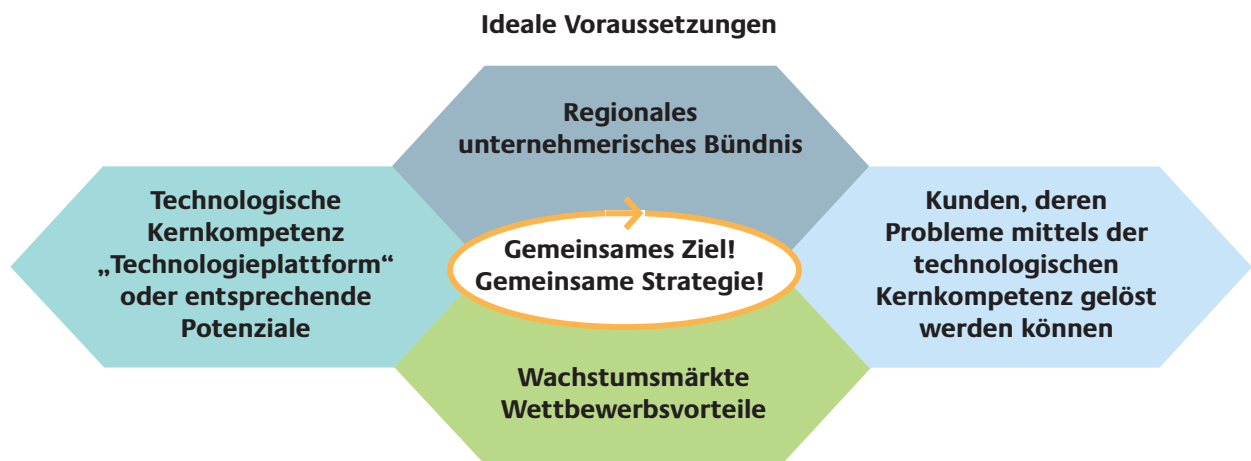 Ideale Voraussetzungen
Regionales
unternehmerisches Bündnis
Technologische
Kernkompetenz
„Technologieplattform“
oder entsprechende
Potenziale
Gemeinsames Ziel!
Gemeinsame Strategie!
Kunden, deren
Probleme mittels der
technologischen
Kernkompetenz gelöst
werden können
Wachstumsmärkte
Wettbewerbsvorteile